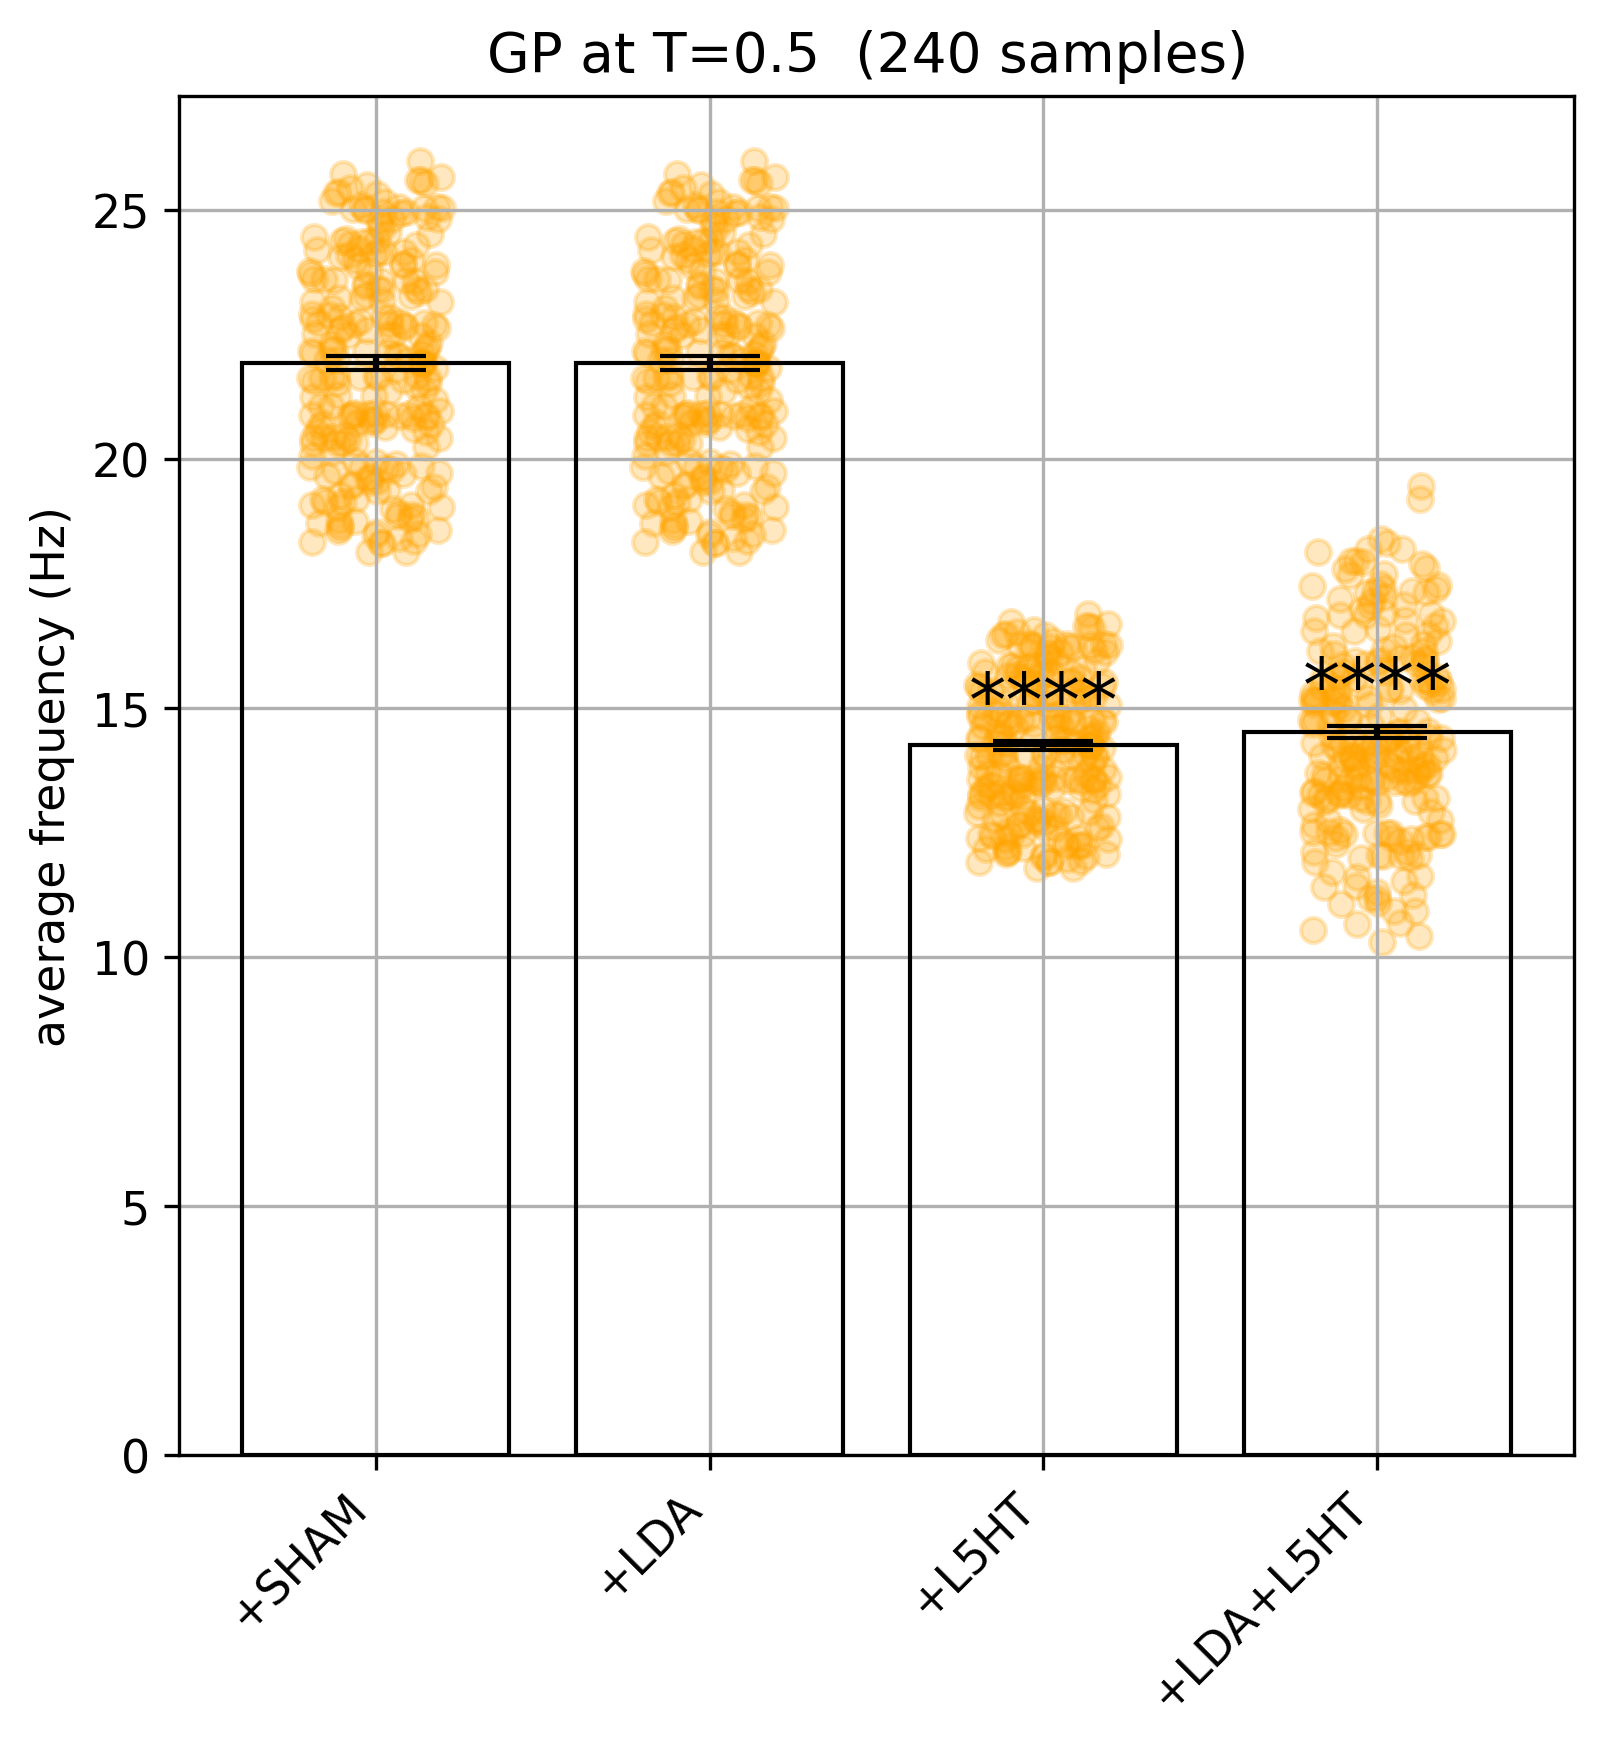 GP at T=0.5  (240 samples)
average frequency (Hz)
25
20
15
10
5
0
****
****
+SHAM
+LDA
+L5HT
+LDA+L5HT